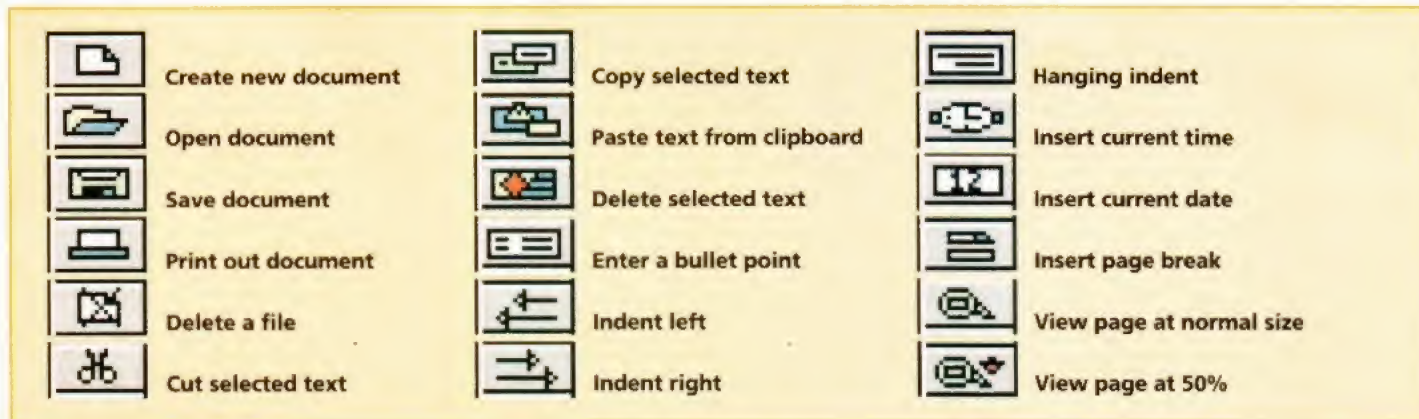 Create new document
Open document
Save document
Print out document
Delete a file
Cut selected text
Copy selected text
Paste text from clipboard
Delete selected text
Enter a bullet point
Indent left
Indent right
Hanging indent
Insert current time
12
Insert current date
Insert page break
View page at normal size
View page at 50%